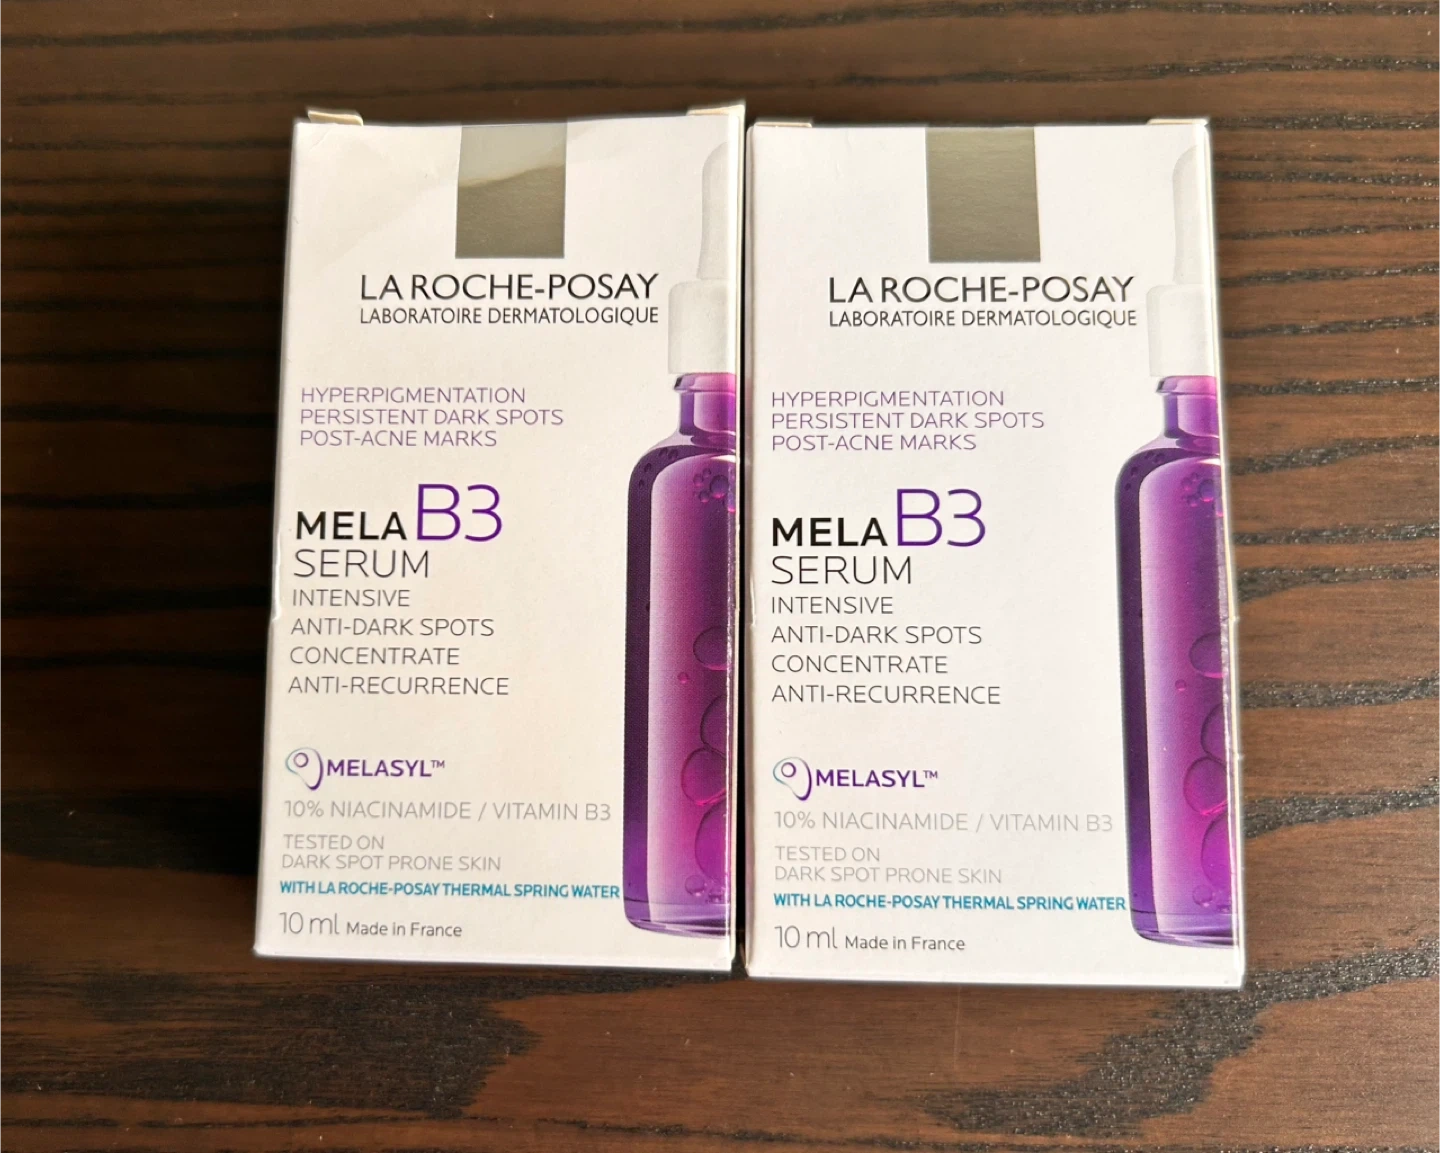 LA ROCHE-POSAY
LABORATOIRE DERMATOLOGIQUE
HYPERPIGMENTATION
PERSISTENT DARK SPOTS
POST-ACNE MARKS
MELA B3
SERUM
INTENSIVE
ANTI-DARK SPOTS
CONCENTRATE
ANTI-RECURRENCE
MELASYL™
10% NIACINAMIDE / VITAMIN B3
TESTED ON
DARK SPOT PRONE SKIN
WITH LA ROCHE-POSAY THERMAL SPRING WATER
10 ml Made in France
LA ROCHE-POSAY
LABORATOIRE DERMATOLOGIQUE
HYPERPIGMENTATION
PERSISTENT DARK SPOTS
POST-ACNE MARKS
MELA B3
SERUM
INTENSIVE
ANTI-DARK SPOTS
CONCENTRATE
ANTI-RECURRENCE
MELASYL™
10% NIACINAMIDE / VITAMIN B3
TESTED ON
DARK SPOT PRONE SKIN
WITH LA ROCHE-POSAY THERMAL SPRING WATER
10 ml Made in France